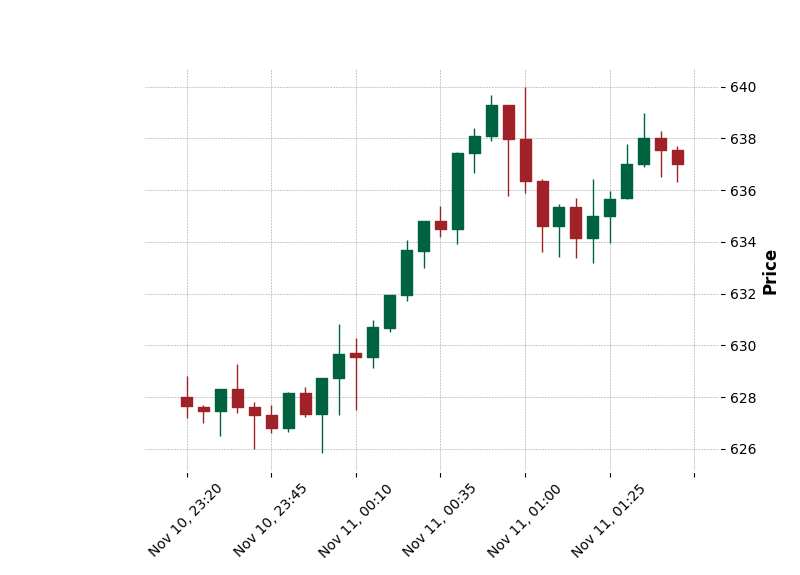 640
638
636
634
632
630
628
626
Price
Nov 10, 23:20
Nov 10, 23:45
Nov 11, 00:10
Nov 11, 00:35
Nov 11, 01:00
Nov 11, 01:25